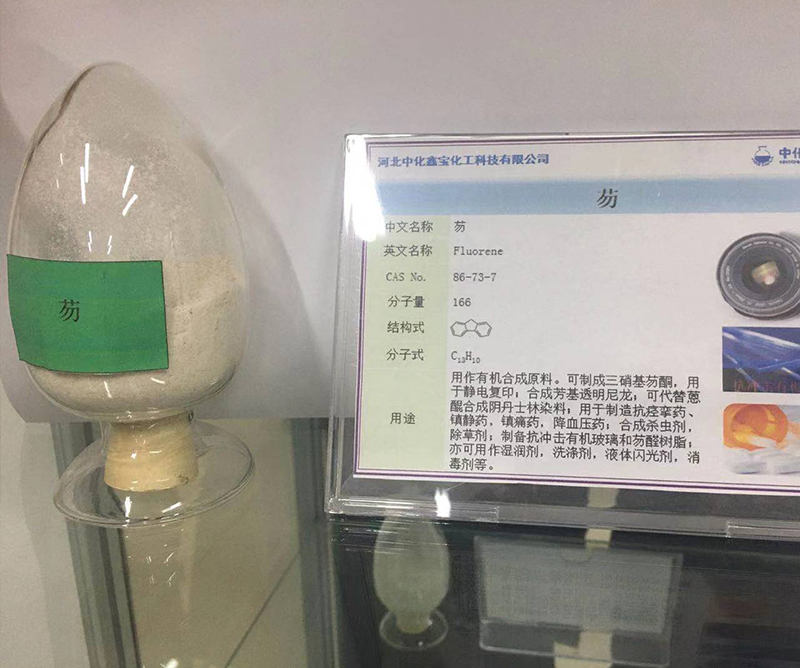 芴
河北中化鑫宝化工科技有限公司
中化
芴
中文名称 芴
英文名称 Fluorene
CAS No. 86-73-7
分子量 166
结构式
分子式 C₁₃H₁₀
用途
用作有机合成原料。可制成三硝基芴酮，用
于静电复印；合成芳基透明尼龙；可代替蒽
醌合成阴丹士林染料；用于制造抗痉挛药、
镇静药，镇痛药，降血压药；合成杀虫剂，
除草剂；制备抗冲击有机玻璃和芴醛树脂；
亦可用作湿润剂，洗涤剂，液体闪光剂，消
毒剂等。
抗冲击有机